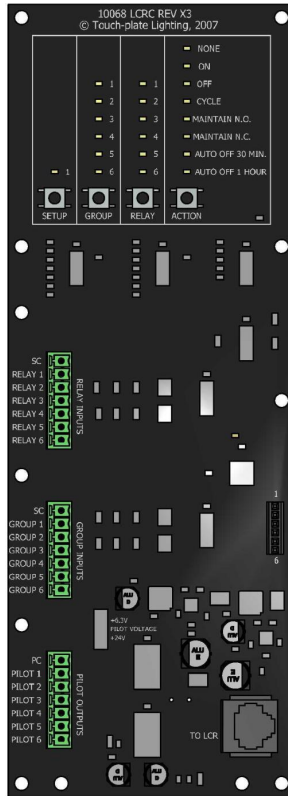 10068 LCRC REV X3
© Touch-plate Lighting, 2007
NONE
ON
OFF
CYCLE
MAINTAIN N.O.
MAINTAIN N.C.
AUTO OFF 30 MIN.
AUTO OFF 1 HOUR
1
2
3
4
5
6
1
2
3
4
5
6
1
SETUP
GROUP
RELAY
ACTION
SC
RELAY 1
RELAY 2
RELAY 3
RELAY 4
RELAY 5
RELAY 6
RELAY INPUTS
SC
GROUP 1
GROUP 2
GROUP 3
GROUP 4
GROUP 5
GROUP 6
GROUP INPUTS
1
6
+6.3V
PILOT VOLTAGE
+24V
PC
PILOT 1
PILOT 2
PILOT 3
PILOT 4
PILOT 5
PILOT 6
PILOT OUTPUTS
TO LCR